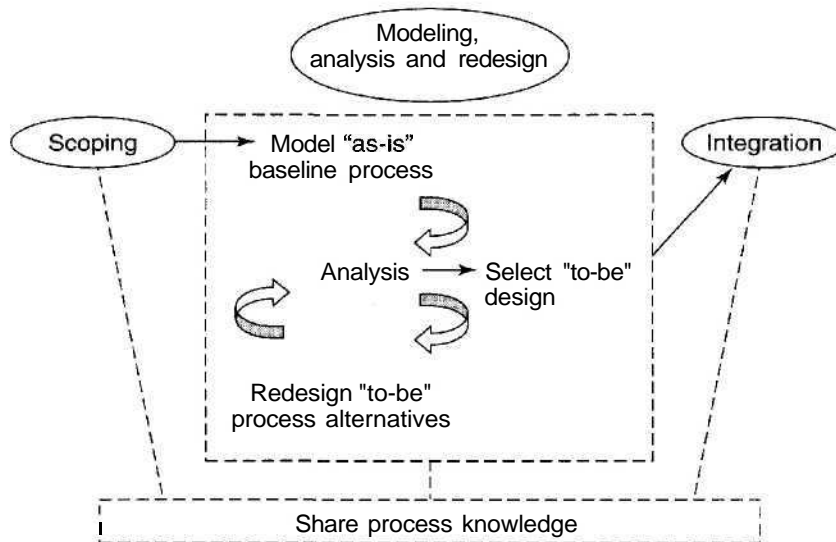 Modeling,
analysis and redesign
Scoping
Model "as-is"
baseline process
Integration
Analysis
Select "to-be"
design
Redesign "to-be"
process alternatives
Share process knowledge